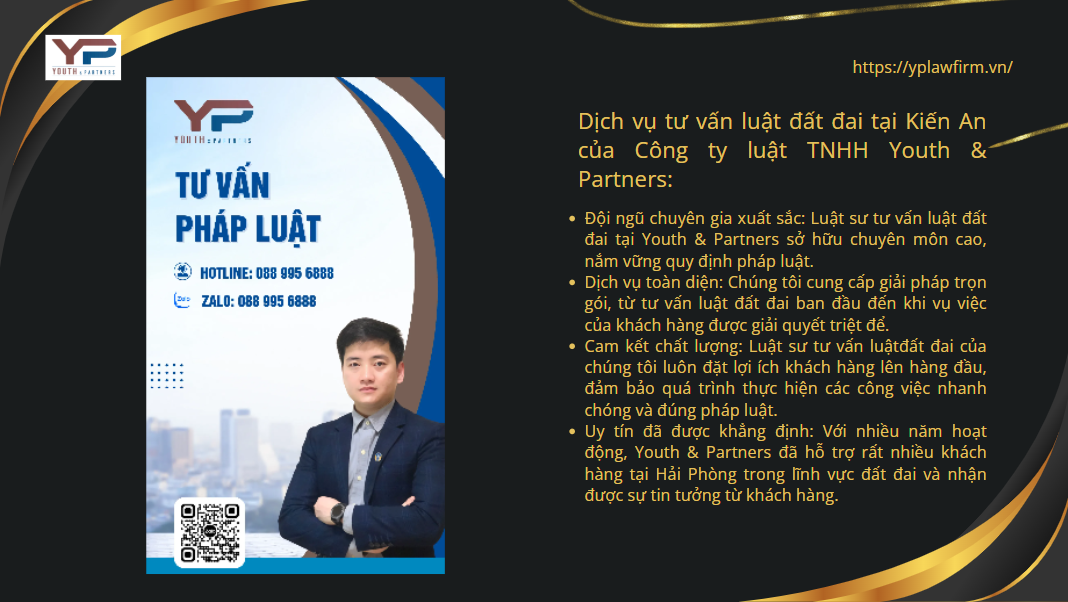 YP
YOUTH & PARTNERS
https://yplawfirm.vn/
YP
YOUTH & PARTNERS
TƯ VẤN
PHÁP LUẬT
HOTLINE: 088 995 6888
Zalo
ZALO: 088 995 6888
Dịch vụ tư vấn luật đất đai tại Kiến An
của Công ty luật TNHH Youth &
Partners:
Đội ngũ chuyên gia xuất sắc: Luật sư tư vấn luật đất
đai tại Youth & Partners sở hữu chuyên môn cao,
nắm vững quy định pháp luật.
Dịch vụ toàn diện: Chúng tôi cung cấp giải pháp trọn
gói, từ tư vấn luật đất đai ban đầu đến khi vụ việc
của khách hàng được giải quyết triệt để.
Cam kết chất lượng: Luật sư tư vấn luậtđất đai của
chúng tôi luôn đặt lợi ích khách hàng lên hàng đầu,
đảm bảo quá trình thực hiện các công việc nhanh
chóng và đúng pháp luật.
Uy tín đã được khẳng định: Với nhiều năm hoạt
động, Youth & Partners đã hỗ trợ rất nhiều khách
hàng tại Hải Phòng trong lĩnh vực đất đai và nhận
được sự tin tưởng từ khách hàng.